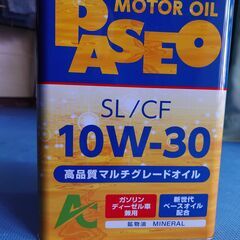 MOTOR OIL
PASEO
SL/CF
10W-30
高品質マルチグレードオイル
ガソリン
ディーゼル車
兼用
新世代
ベースオイル
配合
鉱物油 MINERAL